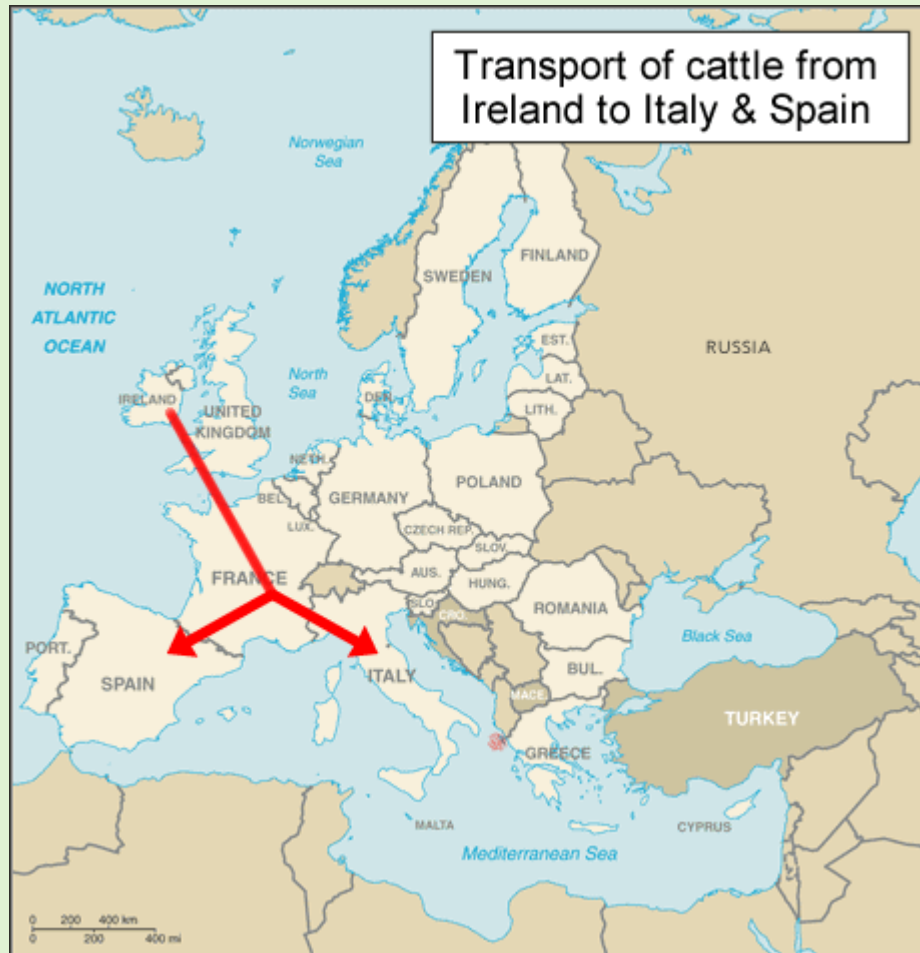 Transport of cattle from
Ireland to Italy & Spain
Norwegian
Sea
FINLAND
SWEDEN
NORTH
ATLANTIC
OCEAN
RUSSIA
EST.
North
Sea
LAT.
DEN.
IRELAND
LITH.
UNITED
KINGDOM
NETH.
POLAND
BEL.
GERMANY
LUX.
CZECH REP.
SLOV.
FRANCE
AUS.
HUNG.
SLO.
ROMANIA
CRO.
Black Sea
PORT.
SPAIN
ITALY
BUL.
MACE.
TURKEY
GREECE
MALTA
CYPRUS
Mediterranean Sea
0 200 400 km
0 200 400 mi